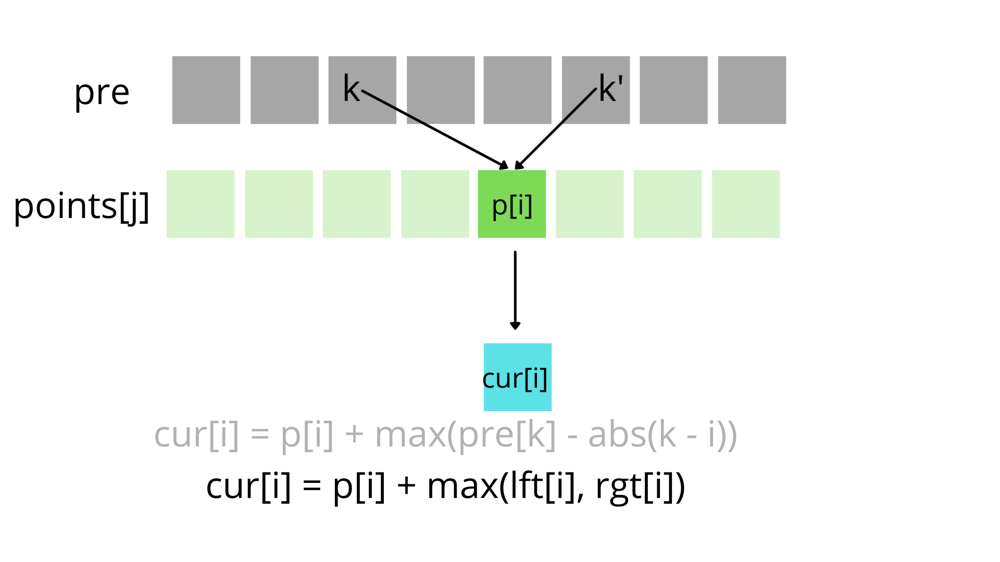 pre k k'
points[j] p[i]
cur[i]
cur[i] = p[i] + max(pre[k] - abs(k - i))
cur[i] = p[i] + max(lft[i], rgt[i])